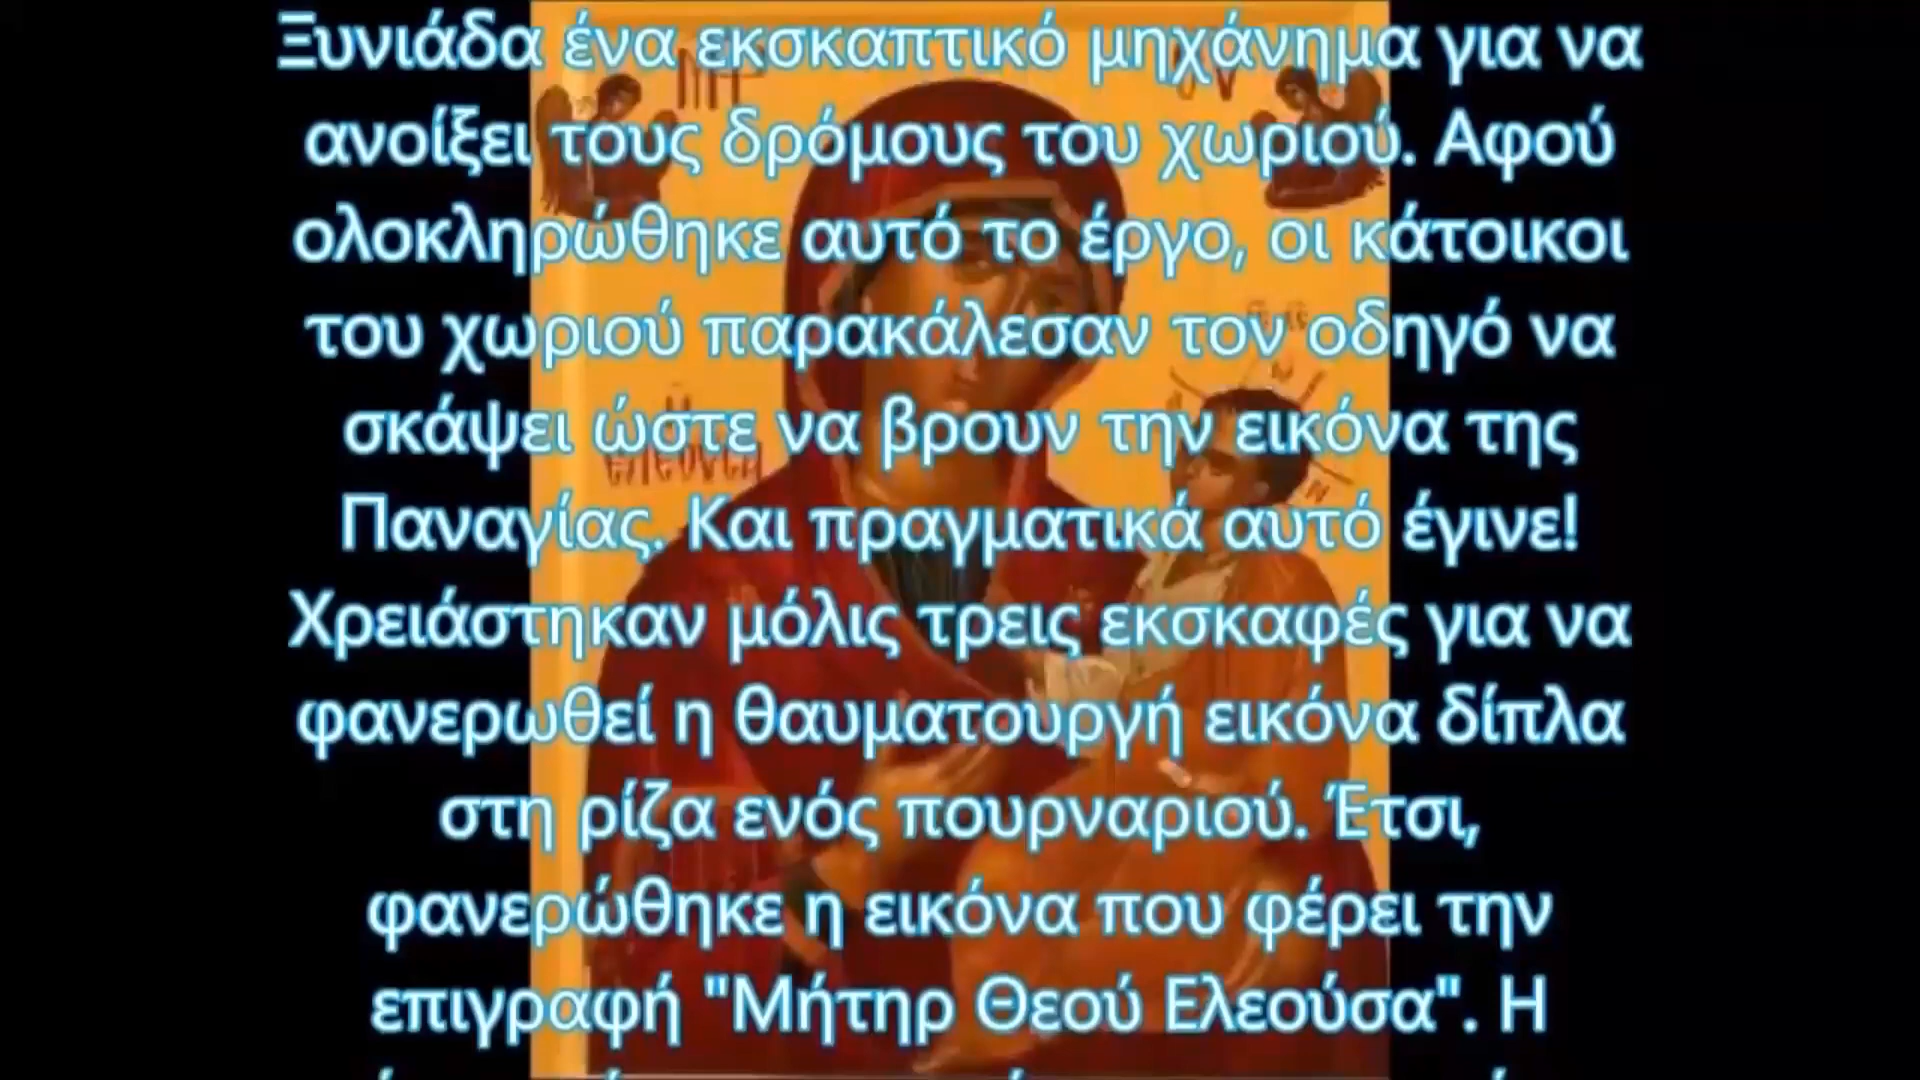 Ξυνιάδα ένα εκσκαπτικό μηχάνημα για να
ανοίξει τους δρόμους του χωριού. Αφού
ολοκληρώθηκε αυτό το έργο, οι κάτοικοι
του χωριού παρακάλεσαν τον οδηγό να
σκάψει ώστε να βρουν την εικόνα της
Παναγίας. Και πραγματικά αυτό έγινε!
Χρειάστηκαν μόλις τρεις εκσκαφές για να
φανερωθεί η θαυματουργή εικόνα δίπλα
στη ρίζα ενός πουρναριού. Έτσι,
φανερώθηκε η εικόνα που φέρει την
επιγραφή "Μήτηρ Θεού Ελεούσα". Η